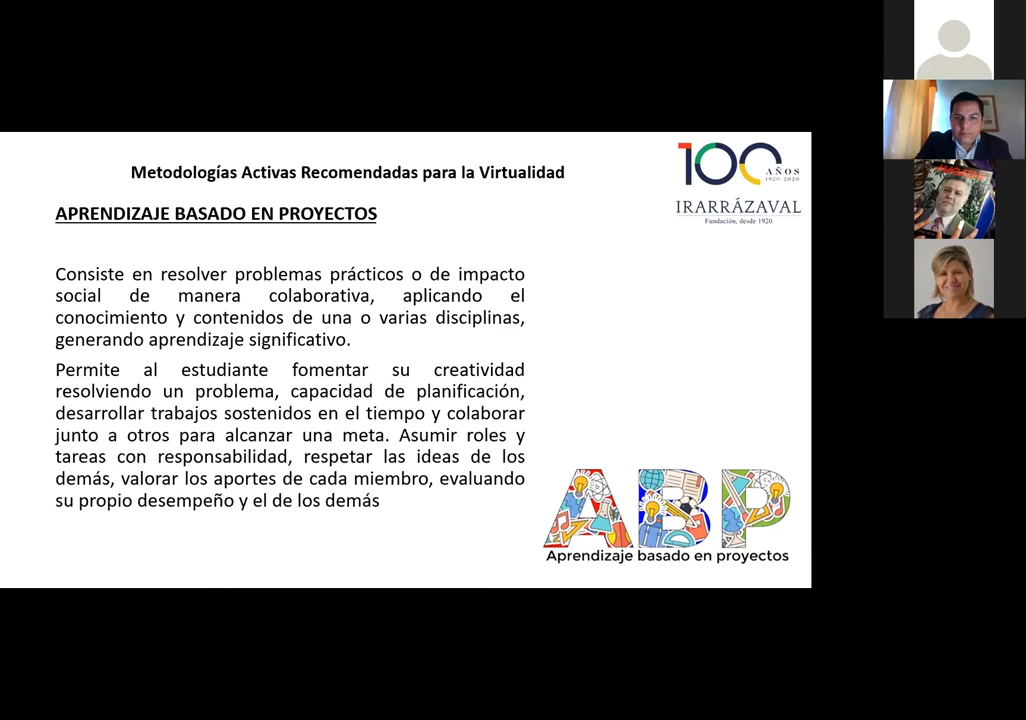 Metodologías Activas Recomendadas para la Virtualidad
100 AÑOS
1920-2020
IRARRÁZAVAL
Fundación, desde 1920
APRENDIZAJE BASADO EN PROYECTOS
Consiste en resolver problemas prácticos o de impacto
social de manera colaborativa, aplicando el
conocimiento y contenidos de una o varias disciplinas,
generando aprendizaje significativo.
Permite al estudiante fomentar su creatividad
resolviendo un problema, capacidad de planificación,
desarrollar trabajos sostenidos en el tiempo y colaborar
junto a otros para alcanzar una meta. Asumir roles y
tareas con responsabilidad, respetar las ideas de los
demás, valorar los aportes de cada miembro, evaluando
su propio desempeño y el de los demás
ABP
Aprendizaje basado en proyectos